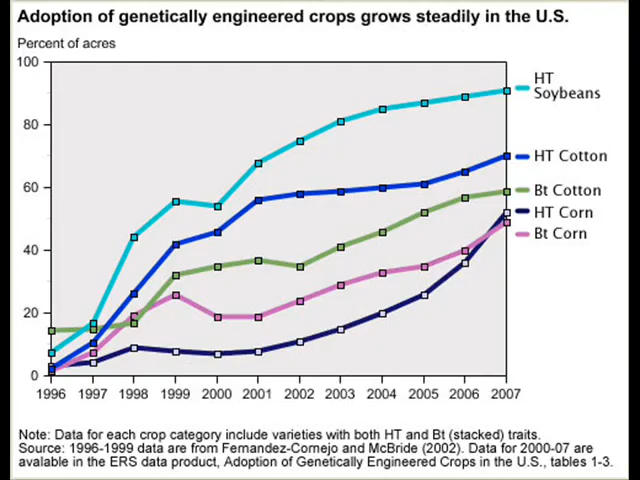 Adoption of genetically engineered crops grows steadily in the U.S.
Percent of acres
100
80
60
40
20
0
1996 1997 1998 1999 2000 2001 2002 2003 2004 2005 2006 2007
HT
Soybeans
HT Cotton
Bt Cotton
HT Corn
Bt Corn
Note: Data for each crop category include varieties with both HT and Bt (stacked) traits.
Source: 1996-1999 data are from Fernandez-Cornejo and McBride (2002). Data for 2000-07 are
available in the ERS data product, Adoption of Genetically Engineered Crops in the U.S., tables 1-3.